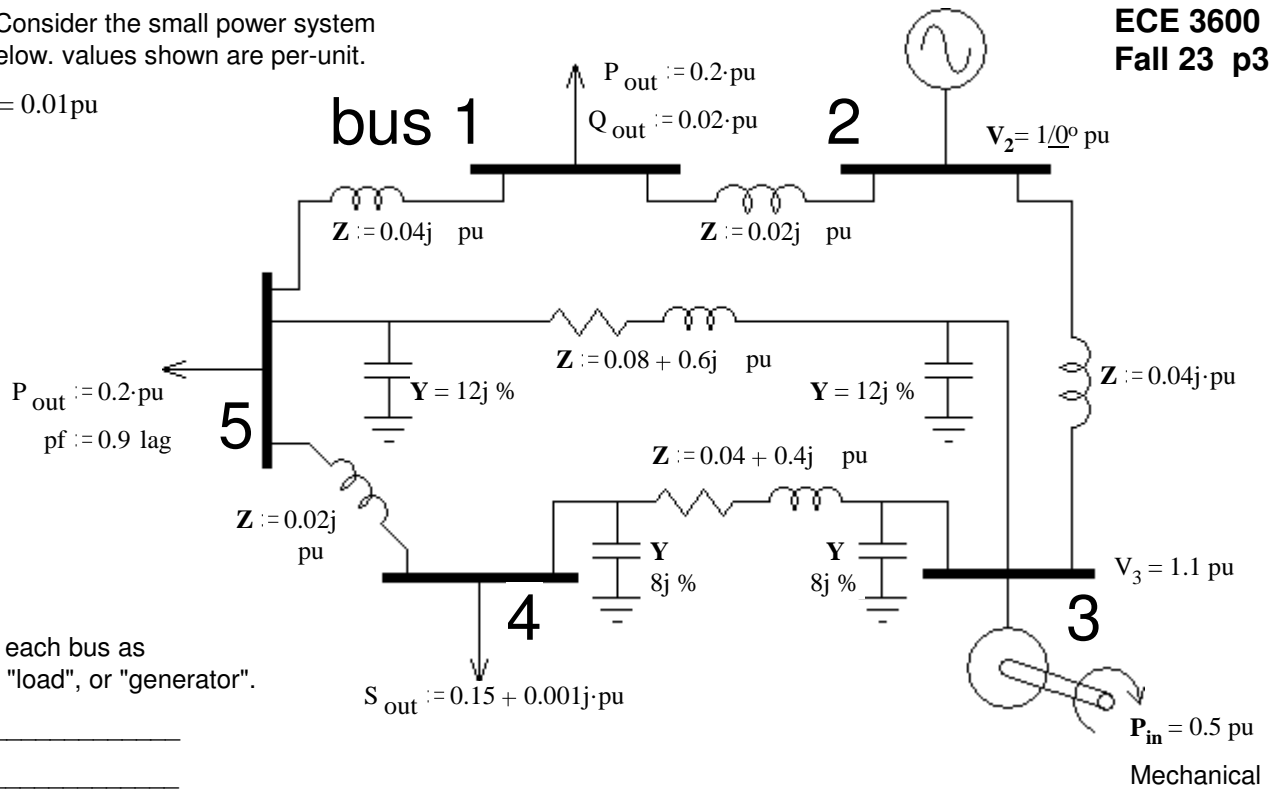 Consider the small power system
elow. values shown are per-unit.
= 0.01pu
ECE 3600
Fall 23 p3
bus 1
P out := 0.2·pu
Q out := 0.02·pu
2
V₂= 1/0º pu
Z := 0.04j pu
Z := 0.02j pu
Z := 0.08 + 0.6j pu
Z := 0.04j·pu
P out := 0.2·pu
pf := 0.9 lag
5
Y = 12j %
Y = 12j %
Z := 0.04 + 0.4j pu
Z := 0.02j
pu
Y
8j %
Y
8j %
V₃ = 1.1 pu
4
3
S out := 0.15 + 0.001j·pu
each bus as
"load", or "generator".
P_in = 0.5 pu
Mechanical